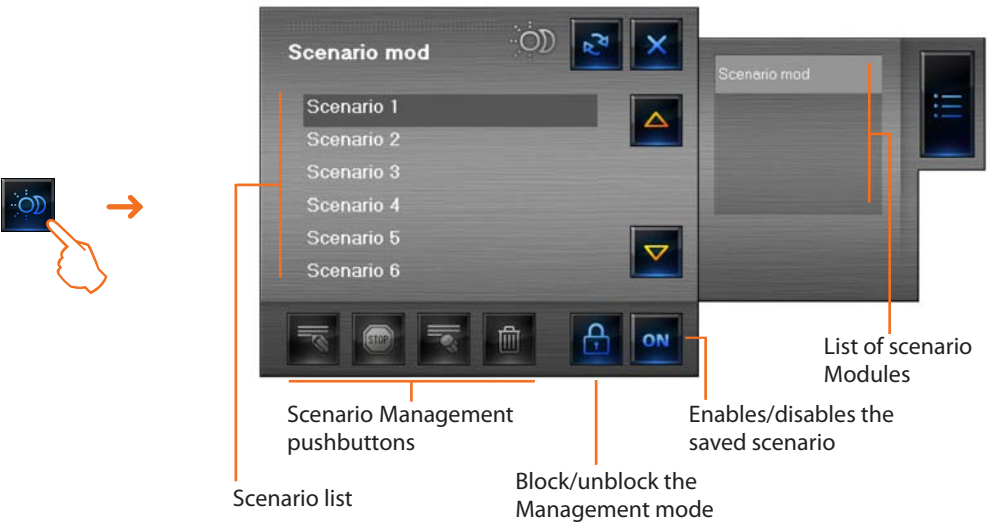 Scenario mod
Scenario mod
Scenario 1
Scenario 2
Scenario 3
Scenario 4
Scenario 5
Scenario 6
STOP
ON
List of scenario
Modules
Scenario Management
pushbuttons
Enables/disables the
saved scenario
Block/unblock the
Management mode
Scenario list